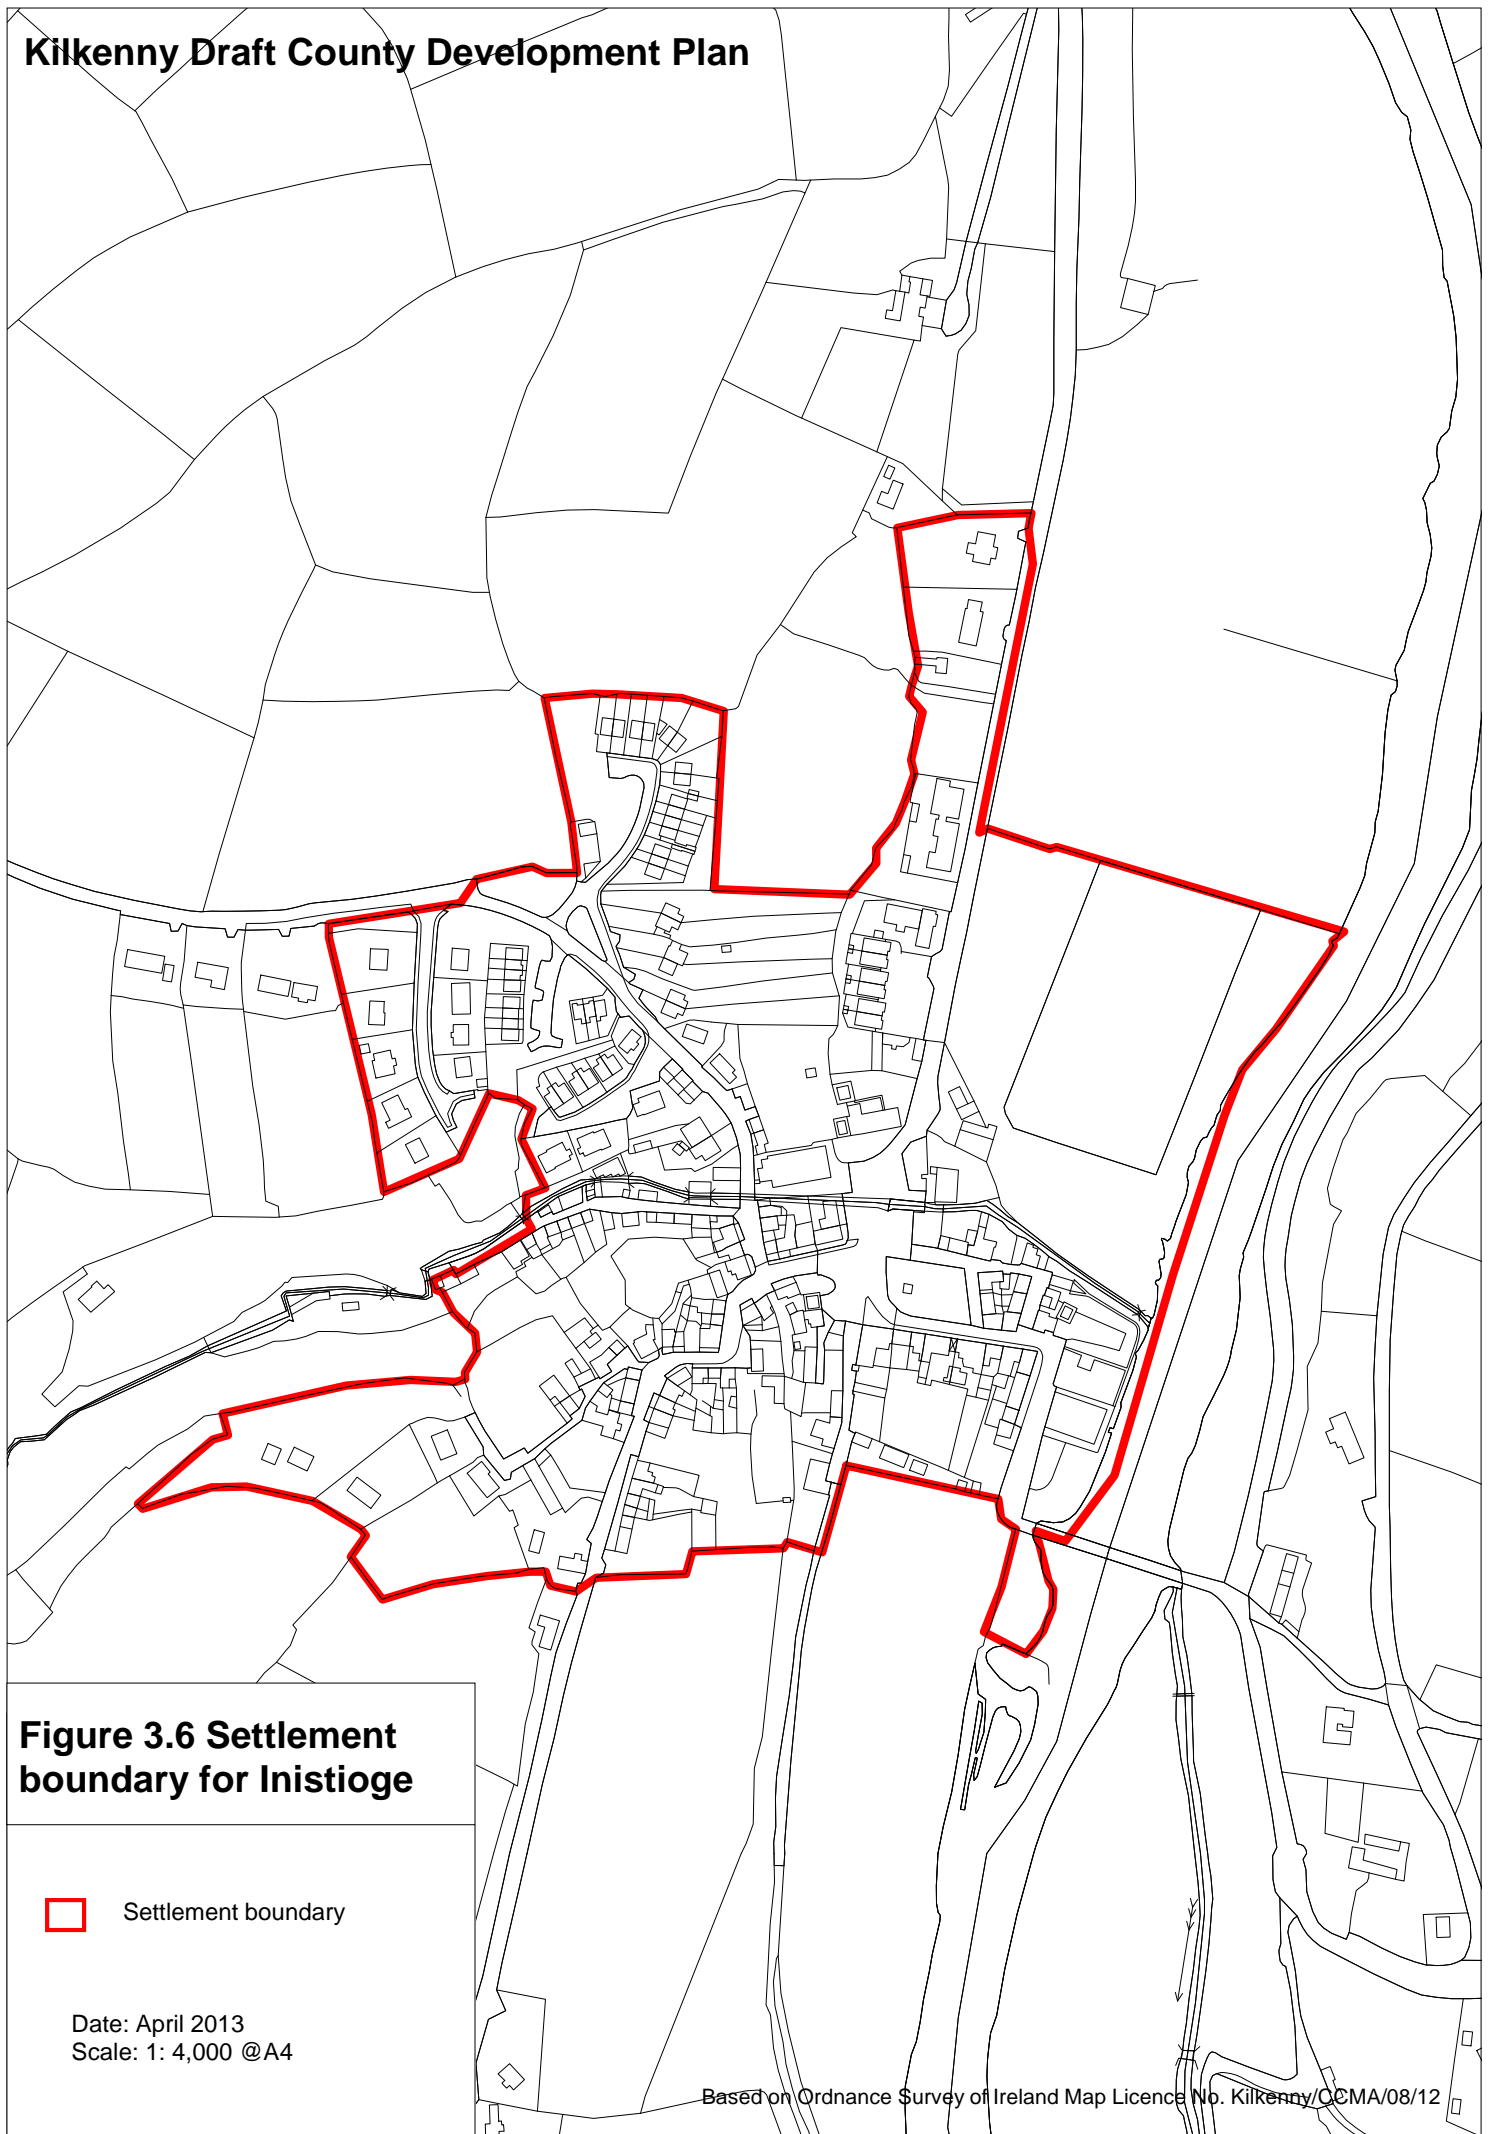 Kilkenny Draft County Development Plan
Figure 3.6 Settlement
boundary for Inistioge
Settlement boundary
Date: April 2013
Scale: 1: 4,000 @A4
Based on Ordnance Survey of Ireland Map Licence No. Kilkenny/CCMA/08/12